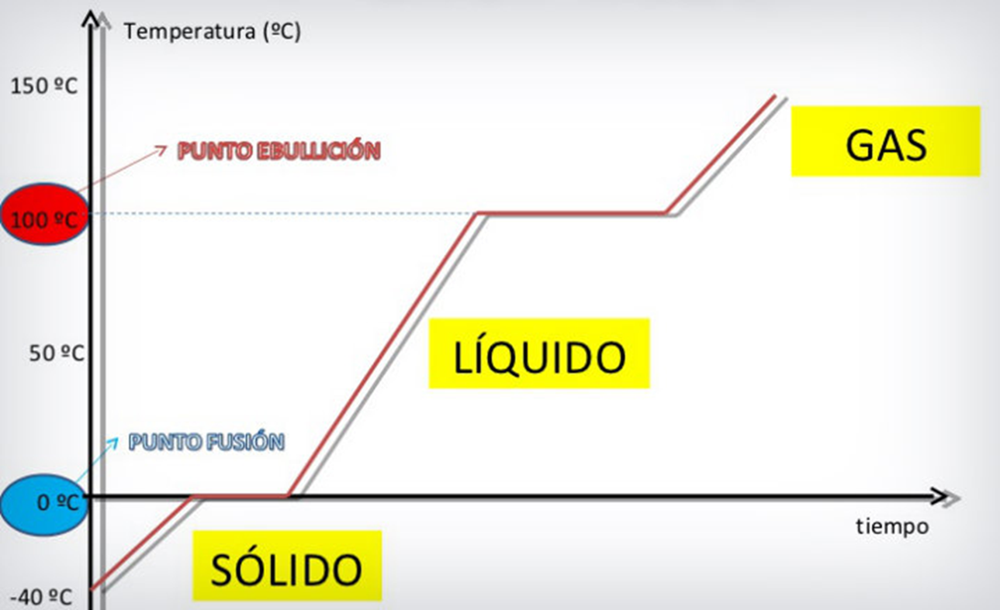 Temperatura (ºC)
150 ºC
PUNTO EBULLICIÓN
GAS
100 ºC
50 ºC
LÍQUIDO
PUNTO FUSIÓN
0 ºC
tiempo
SÓLIDO
-40 ºC